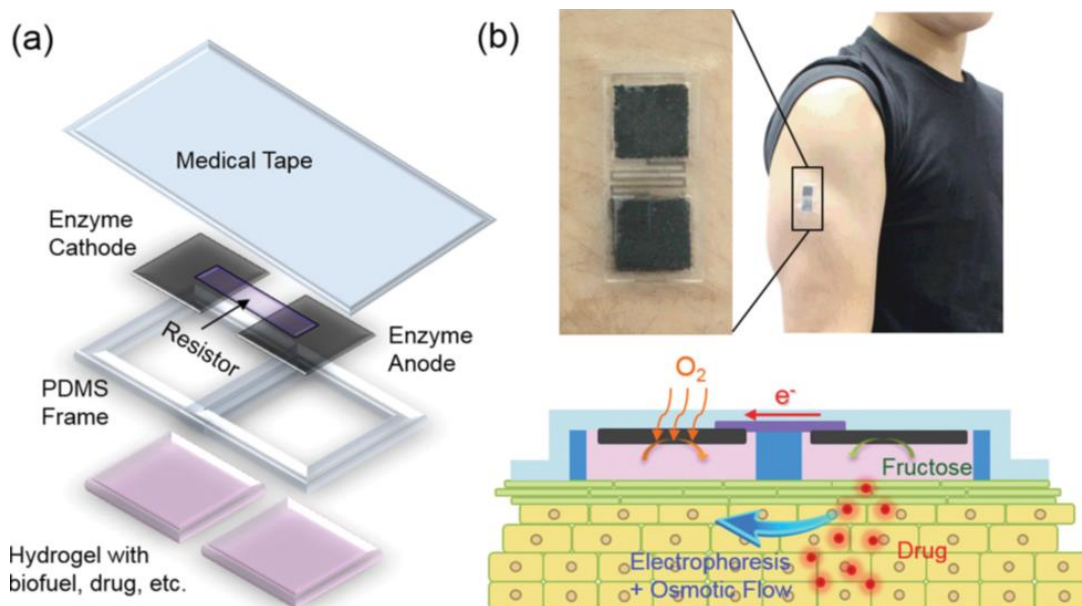 (a)
Medical Tape
Enzyme
Cathode
Resistor
Enzyme
Anode
PDMS
Frame
Hydrogel with
biofuel, drug, etc.
(b)
O₂
e⁻
Fructose
Drug
Electrophoresis
+ Osmotic Flow